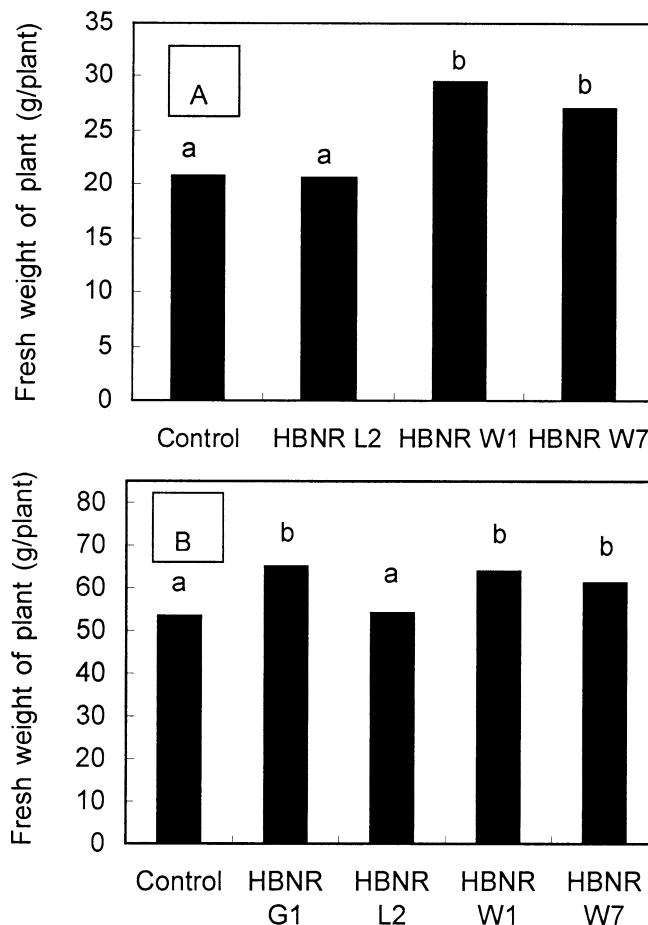 Fresh weight of plant (g/plant)
35
30
25
20
15
10
5
0
A
a
a
b
b
Control
HBNR L2
HBNR W1
HBNR W7
Fresh weight of plant (g/plant)
80
70
60
50
40
30
20
10
0
B
a
b
a
b
b
Control
HBNR
G1
HBNR
L2
HBNR
W1
HBNR
W7